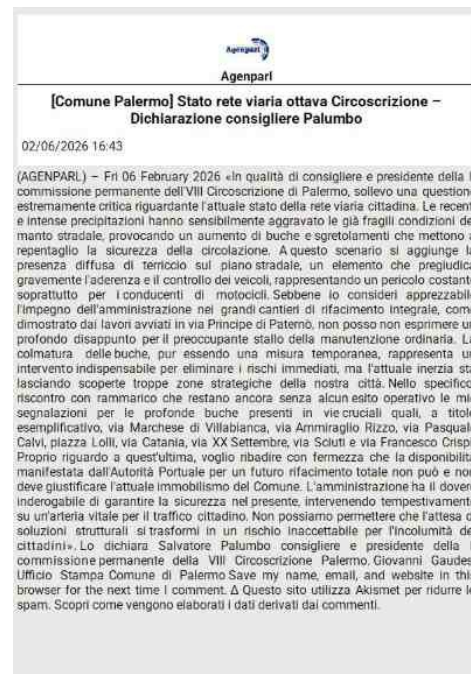 Agenparl
Agenparl
[Comune Palermo] Stato rete viaria ottava Circoscrizione –
Dichiarazione consigliere Palumbo
02/06/2026 16:43
(AGENPARL) – Fri 06 February 2026 «In qualità di consigliere e presidente della I
commissione permanente dell'VIII Circoscrizione di Palermo, sollevo una question
estremamente critica riguardante l'attuale stato della rete viaria cittadina. Le recent
e intense precipitazioni hanno sensibilmente aggravato le già fragili condizioni de
manto stradale, provocando un aumento di buche e sgretolamenti che mettono a
repentaglio la sicurezza della circolazione. A questo scenario si aggiunge la
presenza diffusa di terriccio sul piano stradale, un elemento che pregiudica
gravemente l'aderenza e il controllo dei veicoli, rappresentando un pericolo costant
soprattutto per i conducenti di motocicli. Sebbene io consideri apprezzabil
l'impegno dell'amministrazione nei grandi cantieri di rifacimento integrale, com
dimostrato dai lavori avviati in via Principe di Paternò, non posso non esprimere un
profondo disappunto per il preoccupante stallo della manutenzione ordinaria. La
colmatura delle buche, pur essendo una misura temporanea, rappresenta un
intervento indispensabile per eliminare i rischi immediati, ma l'attuale inerzia sta
lasciando scoperte troppe zone strategiche della nostra città. Nello specifico
riscontro con rammarico che restano ancora senza alcun esito operativo le mie
segnalazioni per le profonde buche presenti in vie cruciali quali, a titolo
esemplificativo, via Marchese di Villabianca, via Ammiraglio Rizzo, via Pasquale
Calvi, piazza Lolli, via Catania, via XX Settembre, via Sciuti e via Francesco Crispi
Proprio riguardo a quest'ultima, voglio ribadire con fermezza che la disponibilità
manifestata dall'Autorità Portuale per un futuro rifacimento totale non può e non
deve giustificare l'attuale immobilismo del Comune. L'amministrazione ha il dovere
inderogabile di garantire la sicurezza nel presente, intervenendo tempestivament
su un'arteria vitale per il traffico cittadino. Non possiamo permettere che l'attesa d
soluzioni strutturali si trasformi in un rischio inaccettabile per l'incolumità de
cittadini». Lo dichiara Salvatore Palumbo consigliere e presidente della I
commissione permanente della VIII Circoscrizione Palermo. Giovanni Gaudes
Ufficio Stampa Comune di Palermo Save my name, email, and website in this
browser for the next time I comment. Δ Questo sito utilizza Akismet per ridurre lo
spam. Scopri come vengono elaborati i dati derivati dai commenti.